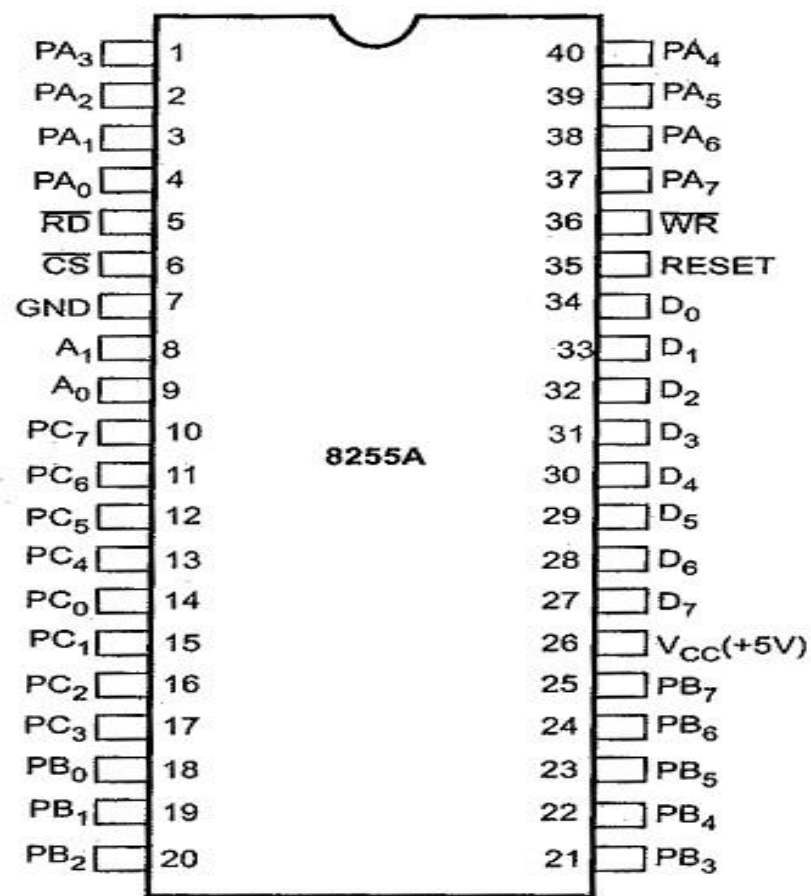 PA₃ 1 40 PA₄
PA₂ 2 39 PA₅
PA₁ 3 38 PA₆
PA₀ 4 37 PA₇
R̅D̅ 5 36 W̅R̅
C̅S̅ 6 35 RESET
GND 7 34 D₀
A₁ 8 33 D₁
A₀ 9 32 D₂
PC₇ 10 31 D₃
8255A
PC₆ 11 30 D₄
PC₅ 12 29 D₅
PC₄ 13 28 D₆
PC₀ 14 27 D₇
PC₁ 15 26 V_CC(+5V)
PC₂ 16 25 PB₇
PC₃ 17 24 PB₆
PB₀ 18 23 PB₅
PB₁ 19 22 PB₄
PB₂ 20 21 PB₃